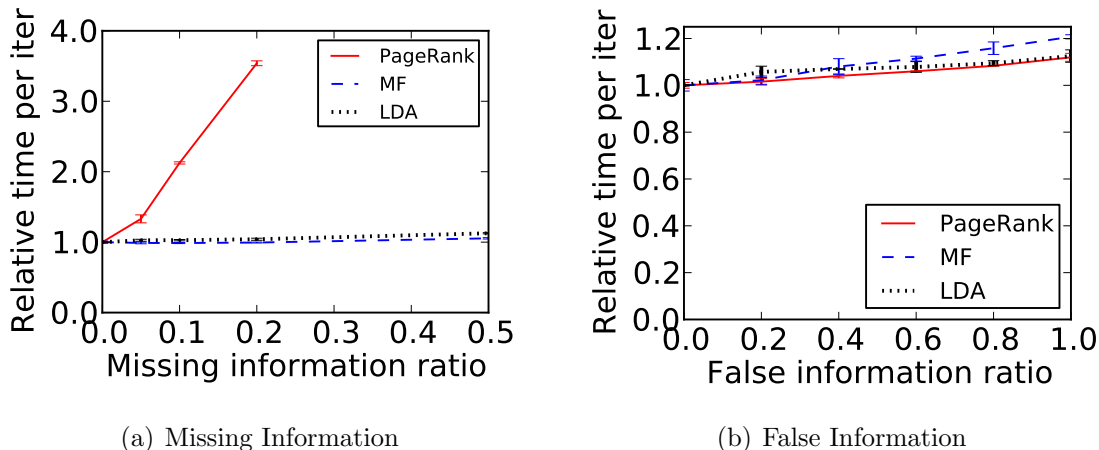 4.0
3.0
2.0
1.0
0.0
Relative time per iter
PageRank
MF
LDA
0.0 0.1 0.2 0.3 0.4 0.5
Missing information ratio
(a) Missing Information
1.2
1.0
0.8
0.6
0.4
0.2
0.0
Relative time per iter
PageRank
MF
LDA
0.0 0.2 0.4 0.6 0.8 1.0
False information ratio
(b) False Information